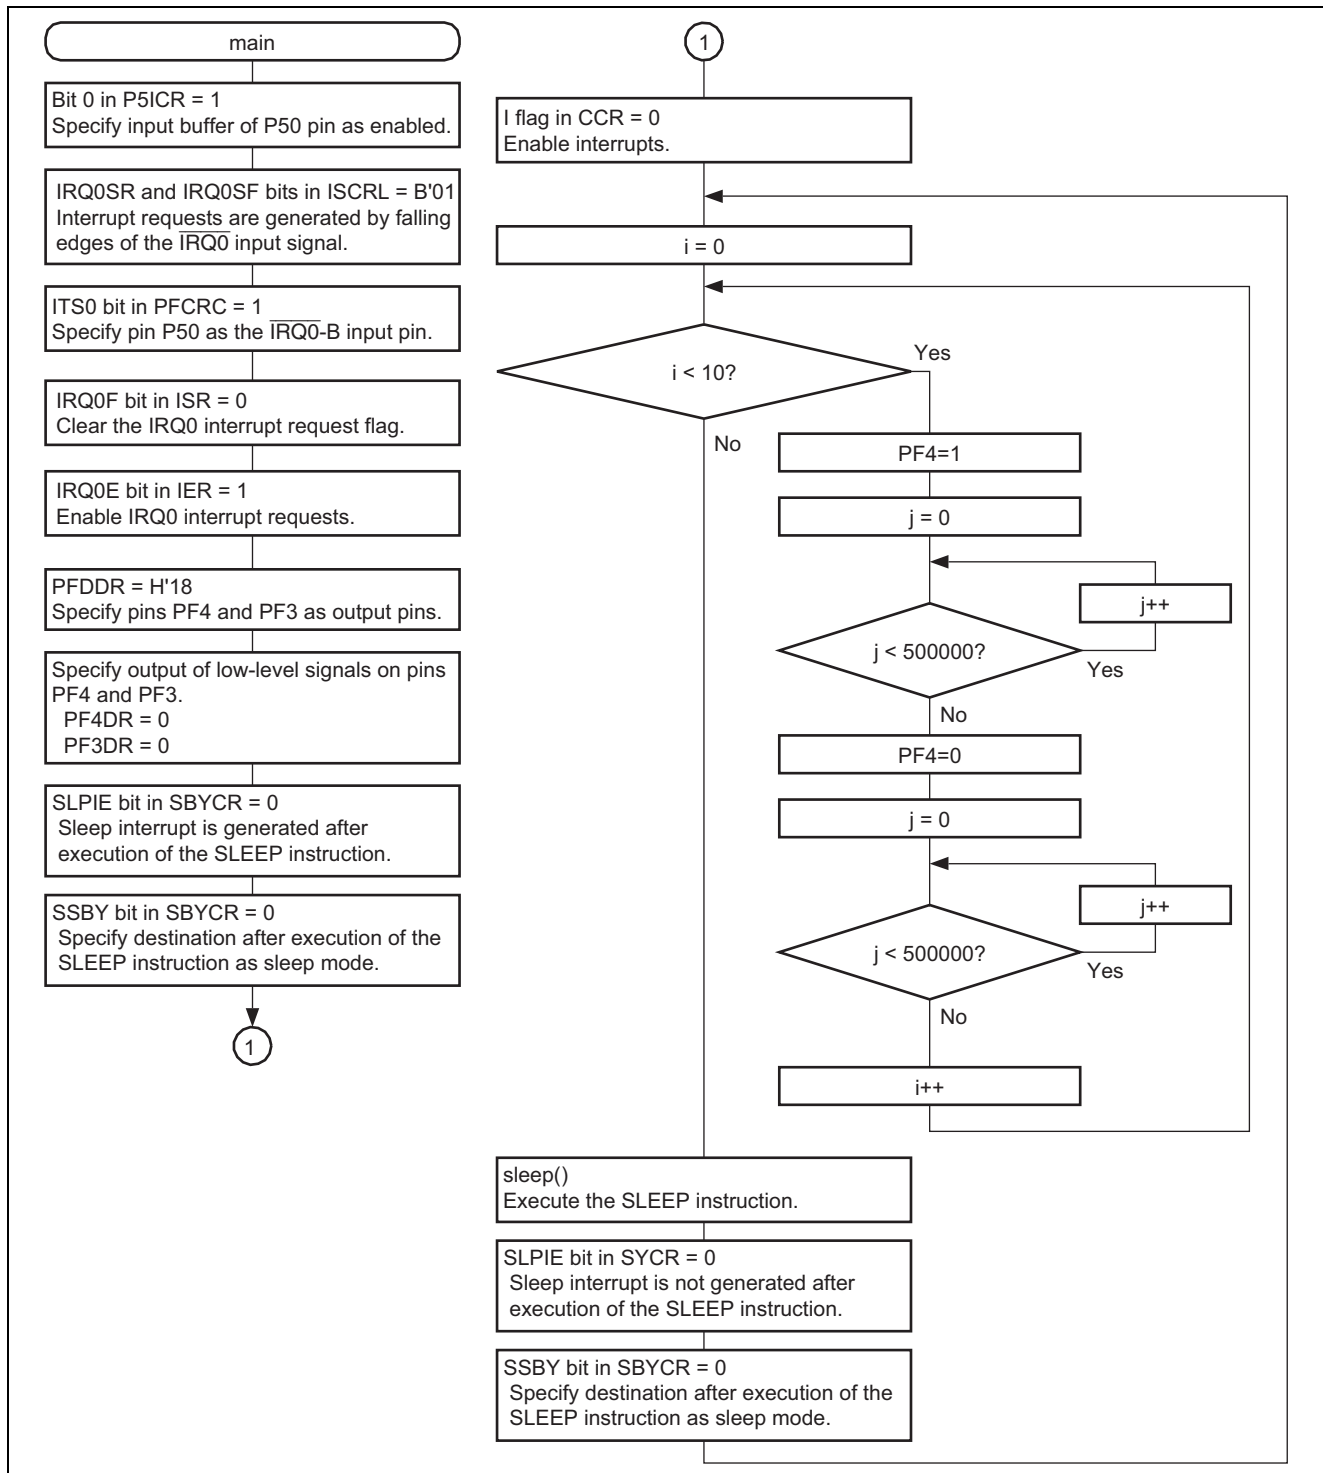 main
Bit 0 in P5ICR = 1
Specify input buffer of P50 pin as enabled.
IRQ0SR and IRQ0SF bits in ISCRL = B'01
Interrupt requests are generated by falling
edges of the I̅R̅Q̅0̅ input signal.
ITS0 bit in PFCRC = 1
Specify pin P50 as the I̅R̅Q̅0̅-B input pin.
IRQ0F bit in ISR = 0
Clear the IRQ0 interrupt request flag.
IRQ0E bit in IER = 1
Enable IRQ0 interrupt requests.
PFDDR = H'18
Specify pins PF4 and PF3 as output pins.
Specify output of low-level signals on pins
PF4 and PF3.
PF4DR = 0
PF3DR = 0
SLPIE bit in SBYCR = 0
Sleep interrupt is generated after
execution of the SLEEP instruction.
SSBY bit in SBYCR = 0
Specify destination after execution of the
SLEEP instruction as sleep mode.
1
1
I flag in CCR = 0
Enable interrupts.
i = 0
i < 10?
Yes
No
PF4=1
j = 0
j++
j < 500000?
Yes
No
PF4=0
j = 0
j++
j < 500000?
Yes
No
i++
sleep()
Execute the SLEEP instruction.
SLPIE bit in SYCR = 0
Sleep interrupt is not generated after
execution of the SLEEP instruction.
SSBY bit in SBYCR = 0
Specify destination after execution of the
SLEEP instruction as sleep mode.